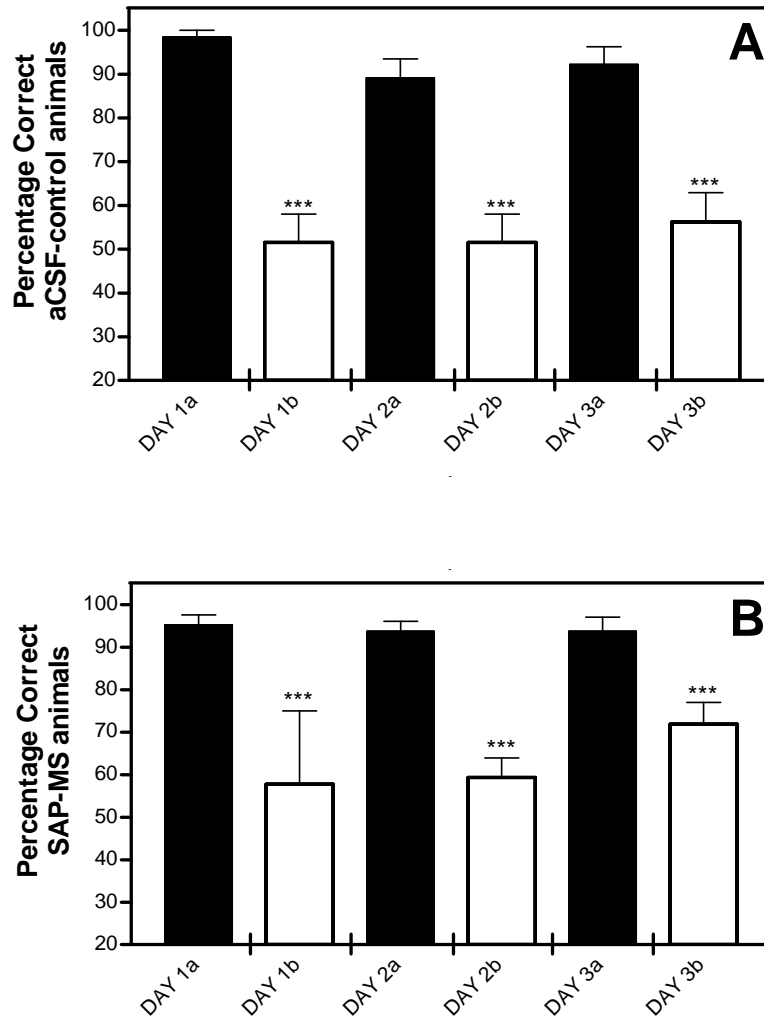 A
Percentage Correct
aCSF-control animals
100
90
80
70
60
50
40
30
20
***
***
***
DAY 1a
DAY 1b
DAY 2a
DAY 2b
DAY 3a
DAY 3b
B
Percentage Correct
SAP-MS animals
100
90
80
70
60
50
40
30
20
***
***
***
DAY 1a
DAY 1b
DAY 2a
DAY 2b
DAY 3a
DAY 3b